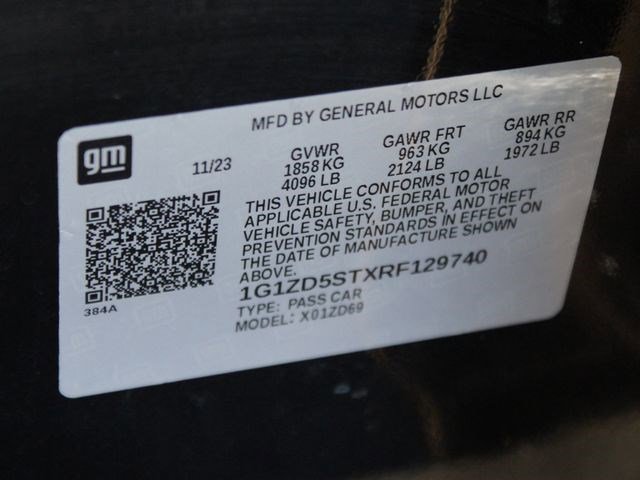 MFD BY GENERAL MOTORS LLC
gm
11/23
GVWR
1858 KG
4096 LB
GAWR FRT
963 KG
2124 LB
GAWR RR
894 KG
1972 LB
THIS VEHICLE CONFORMS TO ALL
APPLICABLE U.S. FEDERAL MOTOR
VEHICLE SAFETY, BUMPER, AND THEFT
PREVENTION STANDARDS IN EFFECT ON
THE DATE OF MANUFACTURE SHOWN
ABOVE.
1G1ZD5STXRF129740
TYPE: PASS CAR
MODEL: X01ZD69
384A